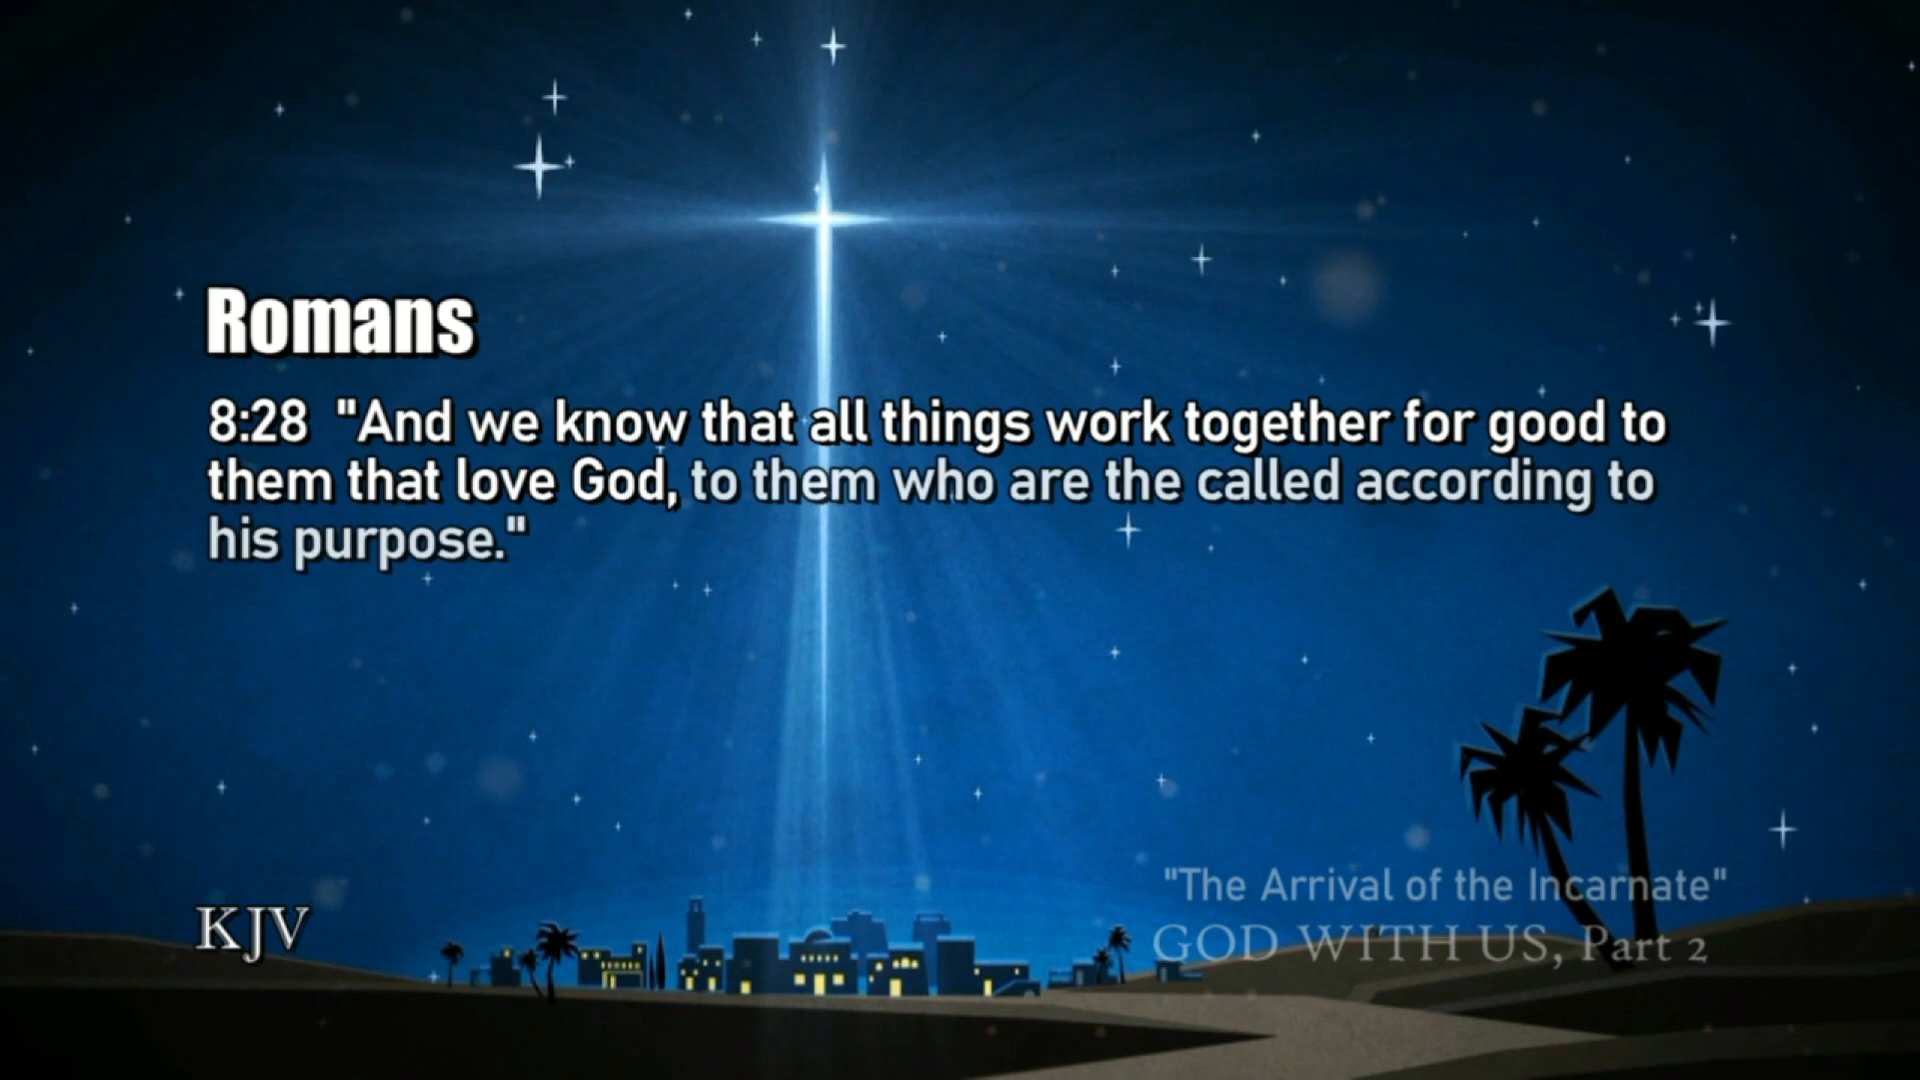 Romans
8:28 "And we know that all things work together for good to
them that love God, to them who are the called according to
his purpose."
KJV
"The Arrival of the Incarnate"
GOD WITH US, Part 2